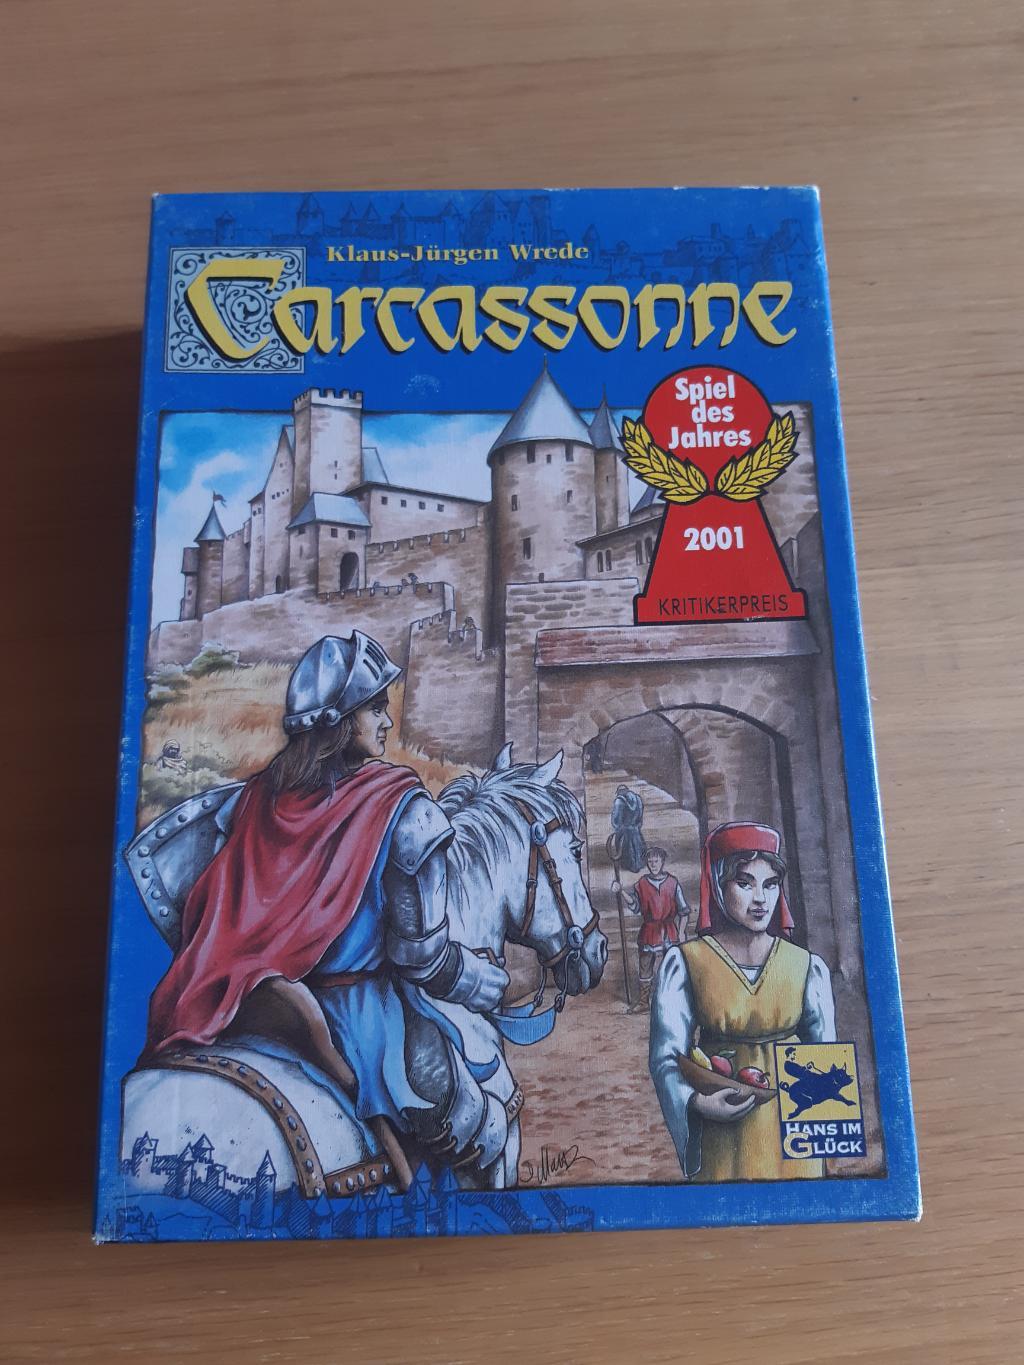 Klaus-Jürgen Wrede
Carcassonne
Spiel
des
Jahres
2001
KRITIKERPREIS
HANS IM
GLÜCK